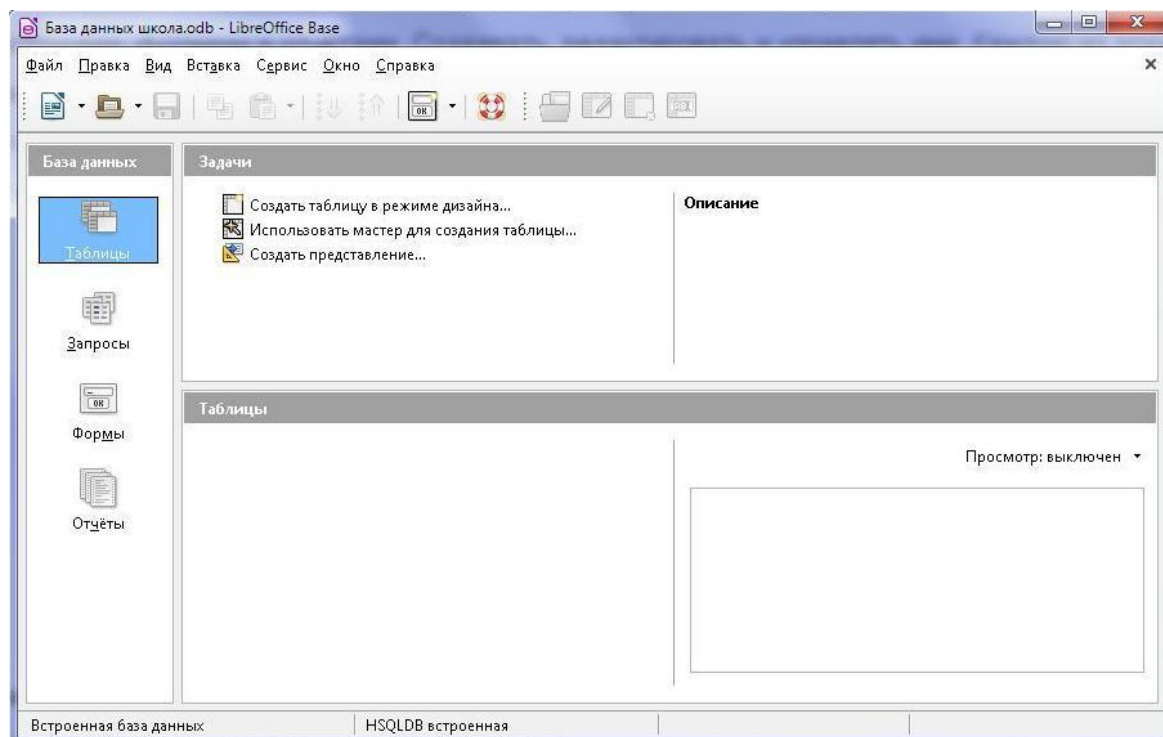 База данных школа.odb - LibreOffice Base
Файл Правка Вид Вставка Сервис Окно Справка
База данных
Таблицы
Запросы
Формы
Отчёты
Задачи
Создать таблицу в режиме дизайна...
Использовать мастер для создания таблицы...
Создать представление...
Описание
Таблицы
Просмотр: выключен
Встроенная база данных
HSQLDB встроенная